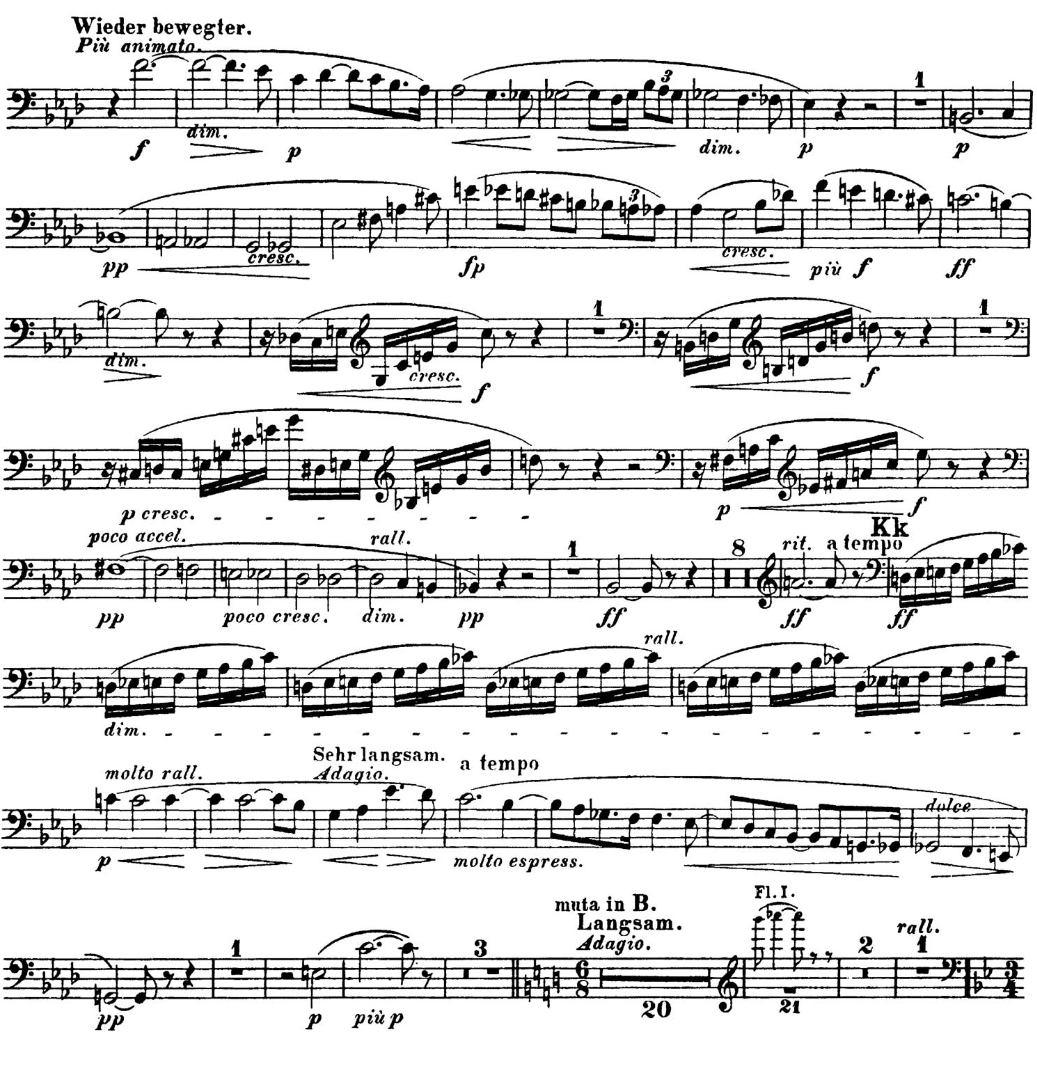 Wieder bewegter.
Più animato.
3
3
1
f
dim.
p
dim.
p
p
3
pp
cresc.
fp
cresc.
più f
ff
1
1
dim.
cresc.
f
f
p cresc.
p
f
Kk
poco accel.
rall.
1
8
rit.
a tempo
pp
poco cresc.
dim.
pp
ff
ff
ff
rall.
dim.
Sehr langsam.
molto rall.
Adagio.
a tempo
dolce
p
molto espress.
muta in B.
Fl. I.
Langsam.
Adagio.
rall.
1
3
6
8
2
1
3
4
pp
p
più p
20
21